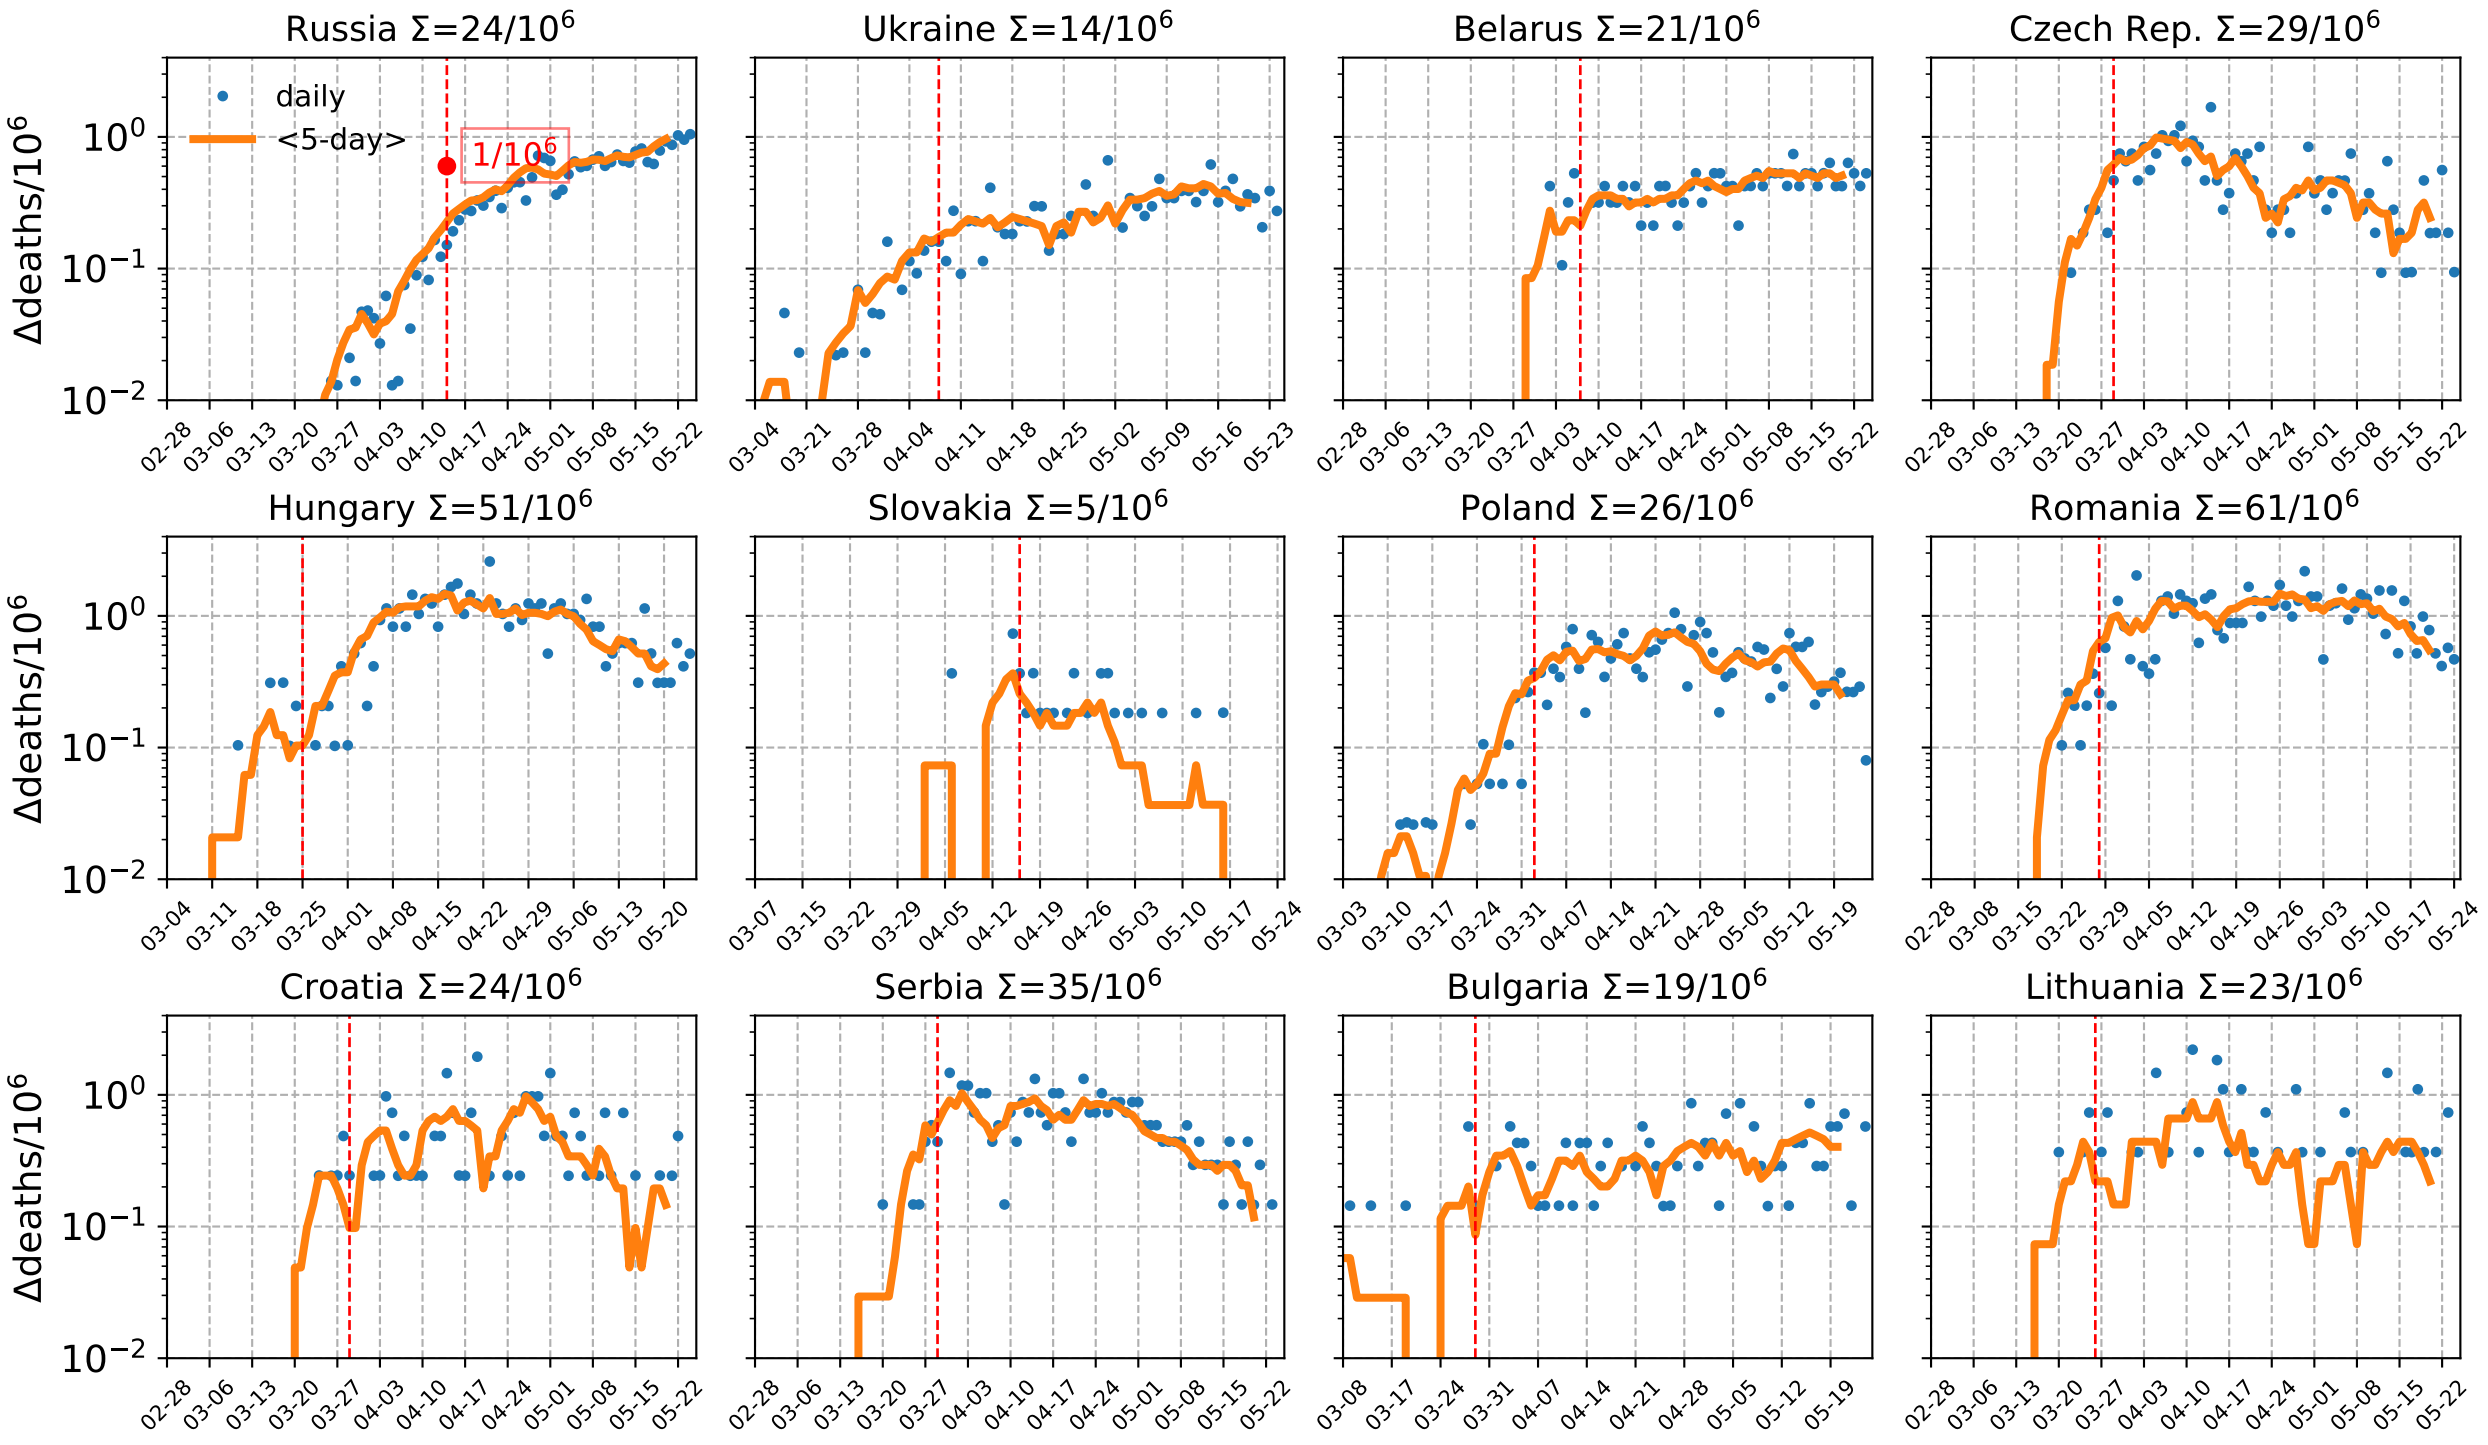 Russia Σ=24/10⁶
Ukraine Σ=14/10⁶
Belarus Σ=21/10⁶
Czech Rep. Σ=29/10⁶
Δdeaths/10⁶
10⁰
10⁻¹
10⁻²
daily
<5-day>
1/10⁶
02-28 03-06 03-13 03-20 03-27 04-03 04-10 04-17 04-24 05-01 05-08 05-15 05-22
03-04 03-21 03-28 04-04 04-11 04-18 04-25 05-02 05-09 05-16 05-23
02-28 03-06 03-13 03-20 03-27 04-03 04-10 04-17 04-24 05-01 05-08 05-15 05-22
02-28 03-06 03-13 03-20 03-27 04-03 04-10 04-17 04-24 05-01 05-08 05-15 05-22
Hungary Σ=51/10⁶
Slovakia Σ=5/10⁶
Poland Σ=26/10⁶
Romania Σ=61/10⁶
Δdeaths/10⁶
10⁰
10⁻¹
10⁻²
03-04 03-11 03-18 03-25 04-01 04-08 04-15 04-22 04-29 05-06 05-13 05-20
03-07 03-15 03-22 03-29 04-05 04-12 04-19 04-26 05-03 05-10 05-17 05-24
03-03 03-10 03-17 03-24 03-31 04-07 04-14 04-21 04-28 05-05 05-12 05-19
02-28 03-08 03-15 03-22 03-29 04-05 04-12 04-19 04-26 05-03 05-10 05-17 05-24
Croatia Σ=24/10⁶
Serbia Σ=35/10⁶
Bulgaria Σ=19/10⁶
Lithuania Σ=23/10⁶
Δdeaths/10⁶
10⁰
10⁻¹
10⁻²
02-28 03-06 03-13 03-20 03-27 04-03 04-10 04-17 04-24 05-01 05-08 05-15 05-22
02-28 03-06 03-13 03-20 03-27 04-03 04-10 04-17 04-24 05-01 05-08 05-15 05-22
03-08 03-17 03-24 03-31 04-07 04-14 04-21 04-28 05-05 05-12 05-19
02-28 03-06 03-13 03-20 03-27 04-03 04-10 04-17 04-24 05-01 05-08 05-15 05-22